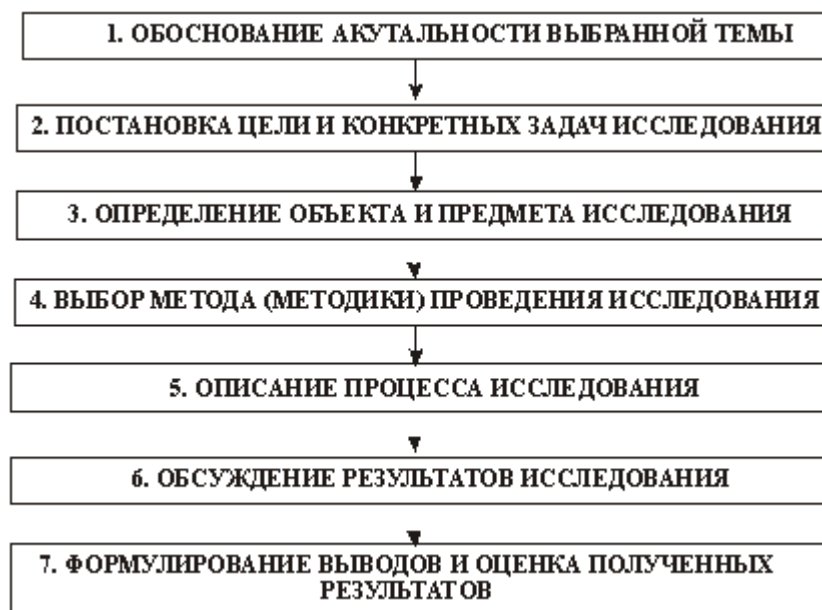 1. ОБОСНОВАНИЕ АКУТАЛЬНОСТИ ВЫБРАННОЙ ТЕМЫ
2. ПОСТАНОВКА ЦЕЛИ И КОНКРЕТНЫХ ЗАДАЧ ИССЛЕДОВАНИЯ
3. ОПРЕДЕЛЕНИЕ ОБЪЕКТА И ПРЕДМЕТА ИССЛЕДОВАНИЯ
4. ВЫБОР МЕТОДА (МЕТОДИКИ) ПРОВЕДЕНИЯ ИССЛЕДОВАНИЯ
5. ОПИСАНИЕ ПРОЦЕССА ИССЛЕДОВАНИЯ
6. ОБСУЖДЕНИЕ РЕЗУЛЬТАТОВ ИССЛЕДОВАНИЯ
7. ФОРМУЛИРОВАНИЕ ВЫВОДОВ И ОЦЕНКА ПОЛУЧЕННЫХ
РЕЗУЛЬТАТОВ